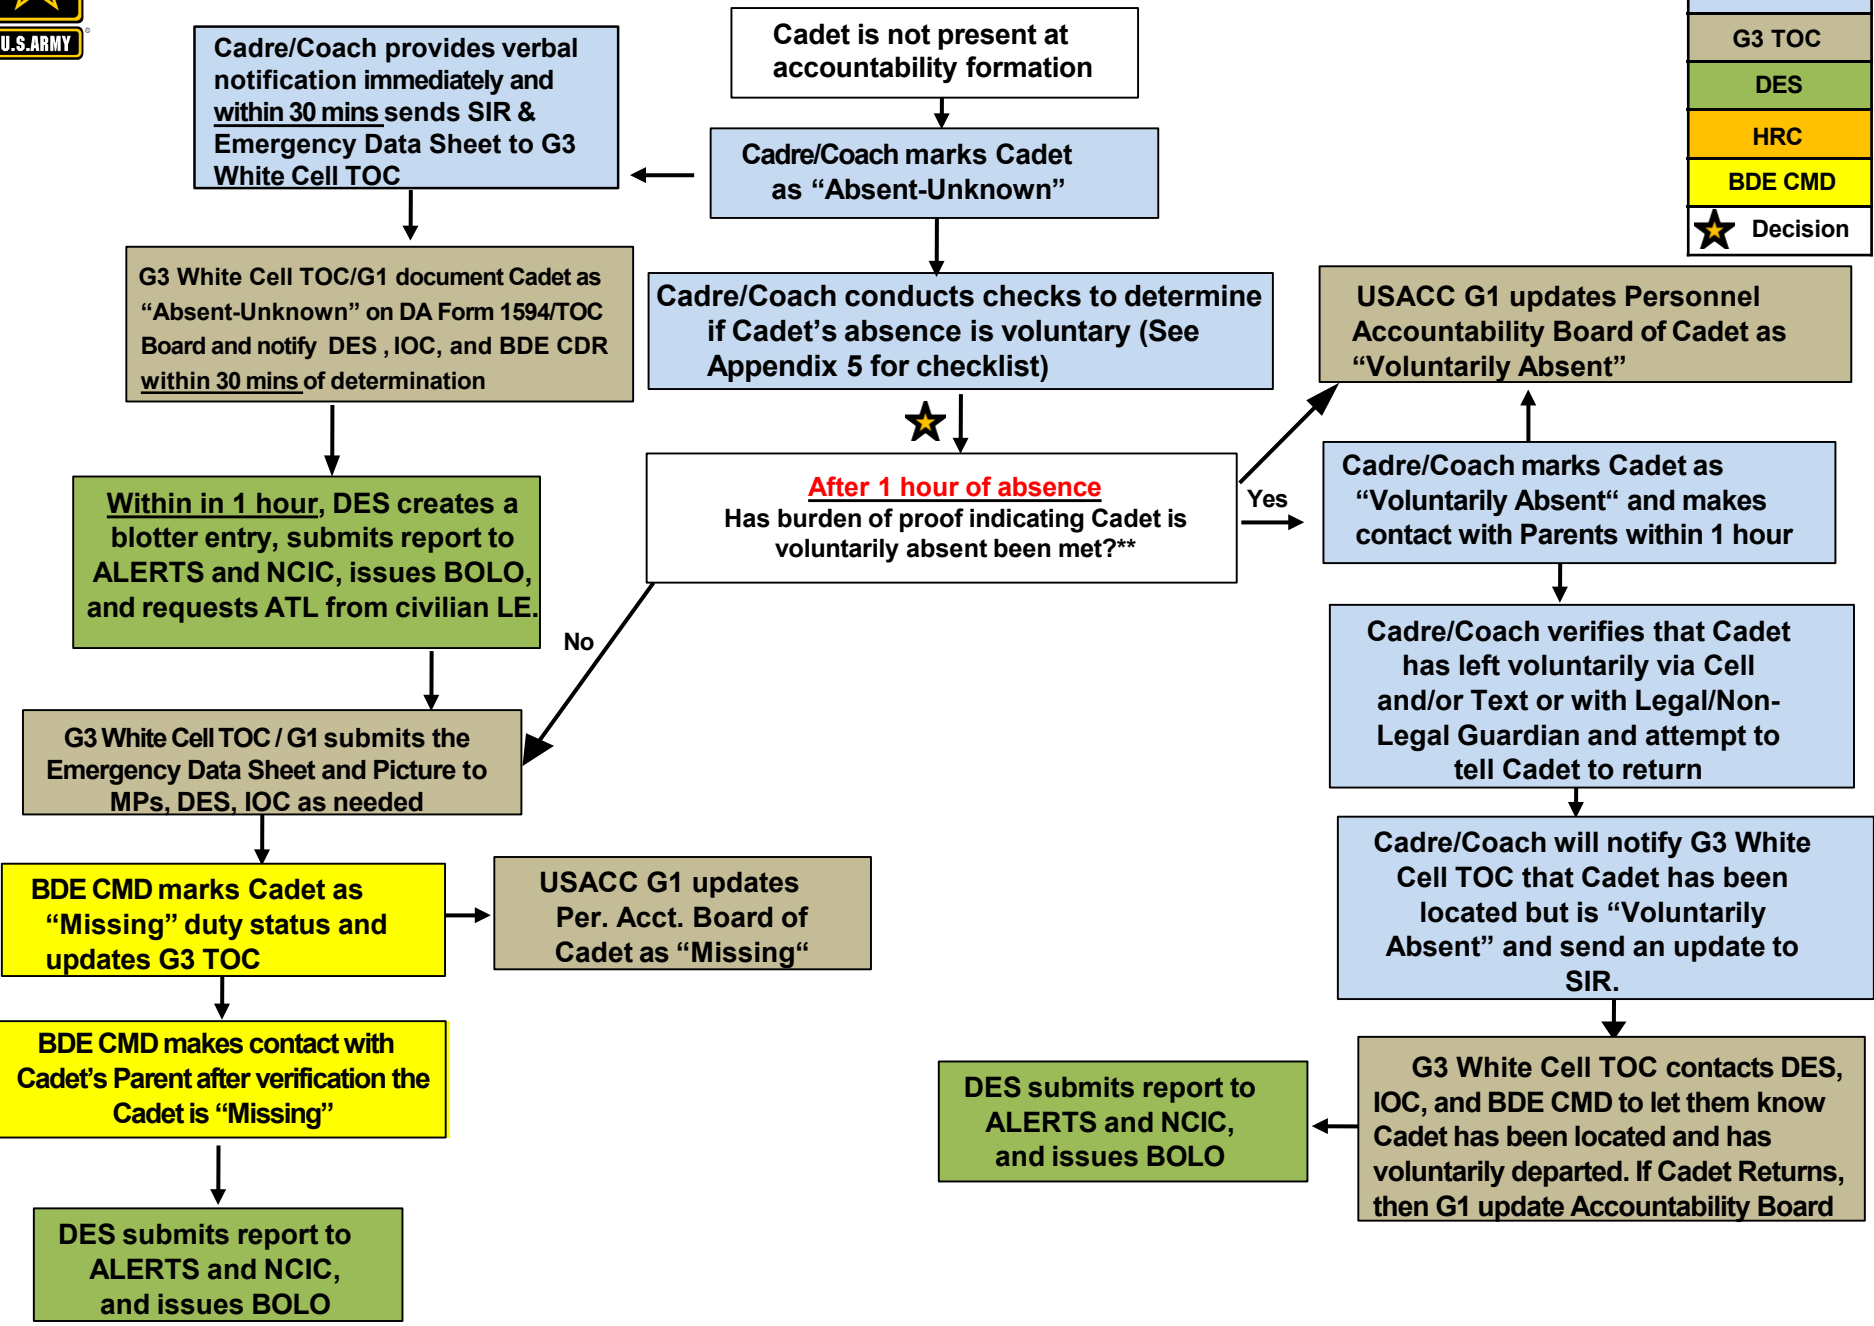 U.S.ARMY
Cadet is not present at
accountability formation
Cadre/Coach provides verbal
notification immediately and
within 30 mins sends SIR &
Emergency Data Sheet to G3
White Cell TOC
Cadre/Coach marks Cadet
as “Absent-Unknown”
G3 TOC
DES
HRC
BDE CMD
Decision
G3 White Cell TOC/G1 document Cadet as
“Absent-Unknown” on DA Form 1594/TOC
Board and notify DES , IOC, and BDE CDR
within 30 mins of determination
Cadre/Coach conducts checks to determine
if Cadet’s absence is voluntary (See
Appendix 5 for checklist)
USACC G1 updates Personnel
Accountability Board of Cadet as
“Voluntarily Absent”
After 1 hour of absence
Has burden of proof indicating Cadet is
voluntarily absent been met?**
Yes
No
Cadre/Coach marks Cadet as
“Voluntarily Absent“ and makes
contact with Parents within 1 hour
Within in 1 hour, DES creates a
blotter entry, submits report to
ALERTS and NCIC, issues BOLO,
and requests ATL from civilian LE.
Cadre/Coach verifies that Cadet
has left voluntarily via Cell
and/or Text or with Legal/Non-
Legal Guardian and attempt to
tell Cadet to return
G3 White Cell TOC / G1 submits the
Emergency Data Sheet and Picture to
MPs, DES, IOC as needed
Cadre/Coach will notify G3 White
Cell TOC that Cadet has been
located but is “Voluntarily
Absent” and send an update to
SIR.
BDE CMD marks Cadet as
“Missing” duty status and
updates G3 TOC
USACC G1 updates
Per. Acct. Board of
Cadet as “Missing“
BDE CMD makes contact with
Cadet’s Parent after verification the
Cadet is “Missing”
G3 White Cell TOC contacts DES,
IOC, and BDE CMD to let them know
Cadet has been located and has
voluntarily departed. If Cadet Returns,
then G1 update Accountability Board
DES submits report to
ALERTS and NCIC,
and issues BOLO
DES submits report to
ALERTS and NCIC,
and issues BOLO